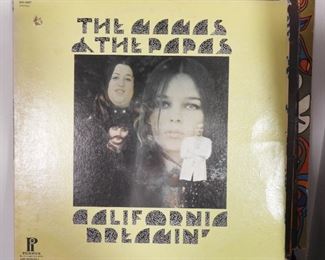 THE MAMAS
& THE PAPAS
CALIFORNIA
DREAMIN'